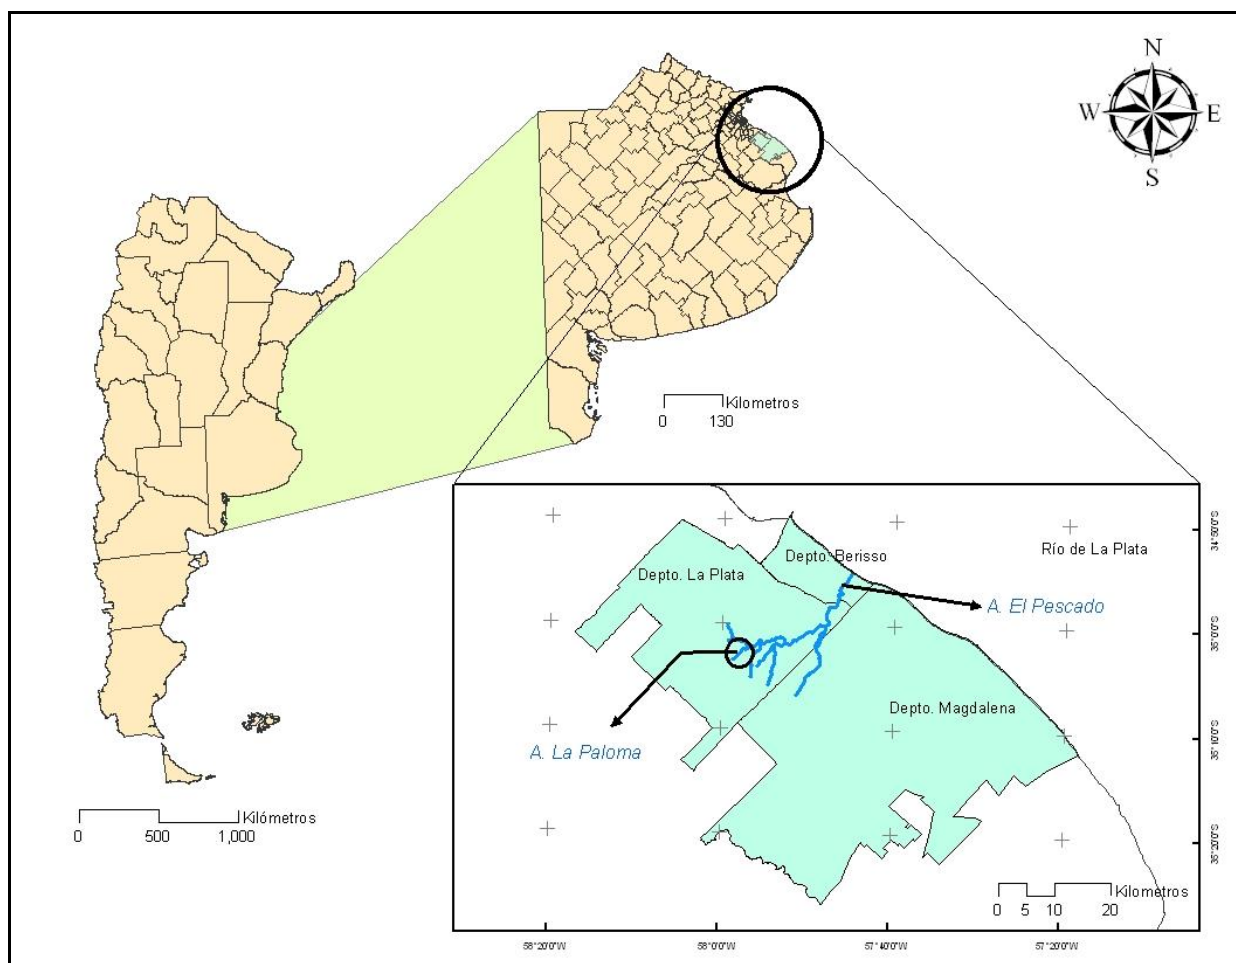 N
W E
S
Kilometros
0 130
Kilómetros
0 500 1,000
Río de La Plata
Depto. Berisso
Depto. La Plata
A. El Pescado
Depto. Magdalena
A. La Paloma
Kilometros
0 5 10 20
34°50'0"S
35°0'0"S
35°10'0"S
35°20'0"S
58°20'0"W 58°0'0"W 57°40'0"W 57°20'0"W